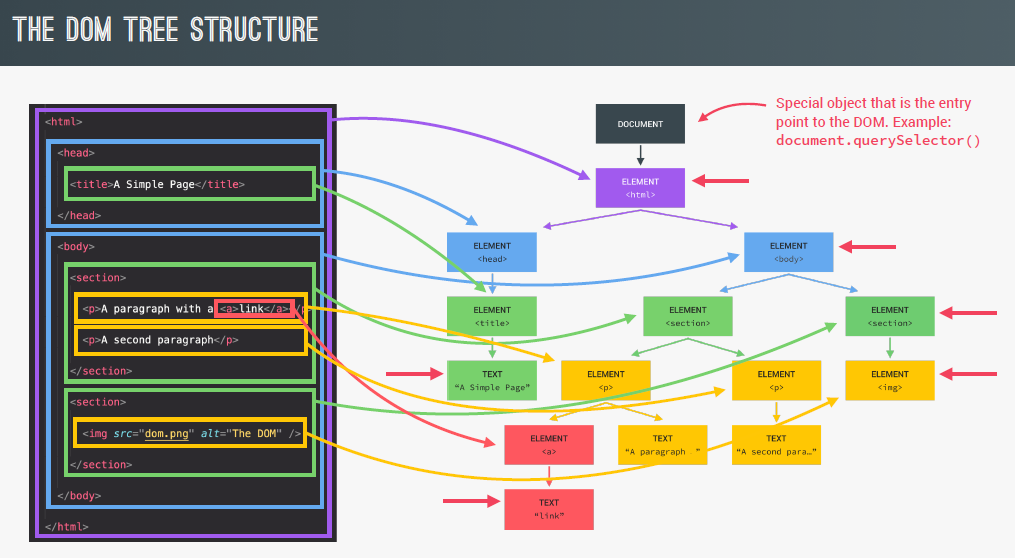 THE DOM TREE STRUCTURE
<html>
<head>
<title>A Simple Page</title>
</head>
<body>
<section>
<p>A paragraph with a <a>link</a></p>
<p>A second paragraph</p>
</section>
<section>
<img src="dom.png" alt="The DOM" />
</section>
</body>
</html>
DOCUMENT
Special object that is the entry
point to the DOM. Example:
document.querySelector()
ELEMENT
<html>
ELEMENT
<head>
ELEMENT
<body>
ELEMENT
<title>
ELEMENT
<section>
ELEMENT
<section>
TEXT
“A Simple Page”
ELEMENT
<p>
ELEMENT
<p>
ELEMENT
<img>
ELEMENT
<a>
TEXT
“A paragraph ”
TEXT
“A second para…”
TEXT
“link”